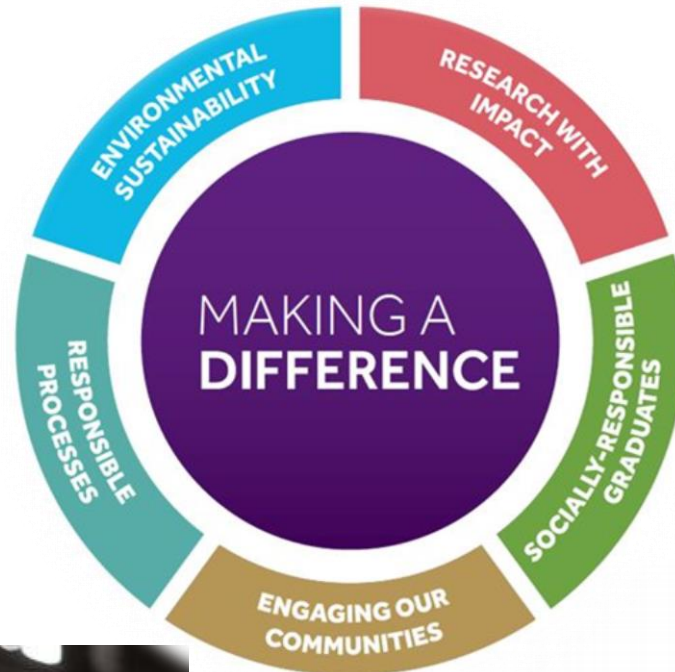 MAKING A
DIFFERENCE
RESEARCH WITH
IMPACT
SOCIALLY-RESPONSIBLE
GRADUATES
ENGAGING OUR
COMMUNITIES
RESPONSIBLE
PROCESSES
ENVIRONMENTAL
SUSTAINABILITY